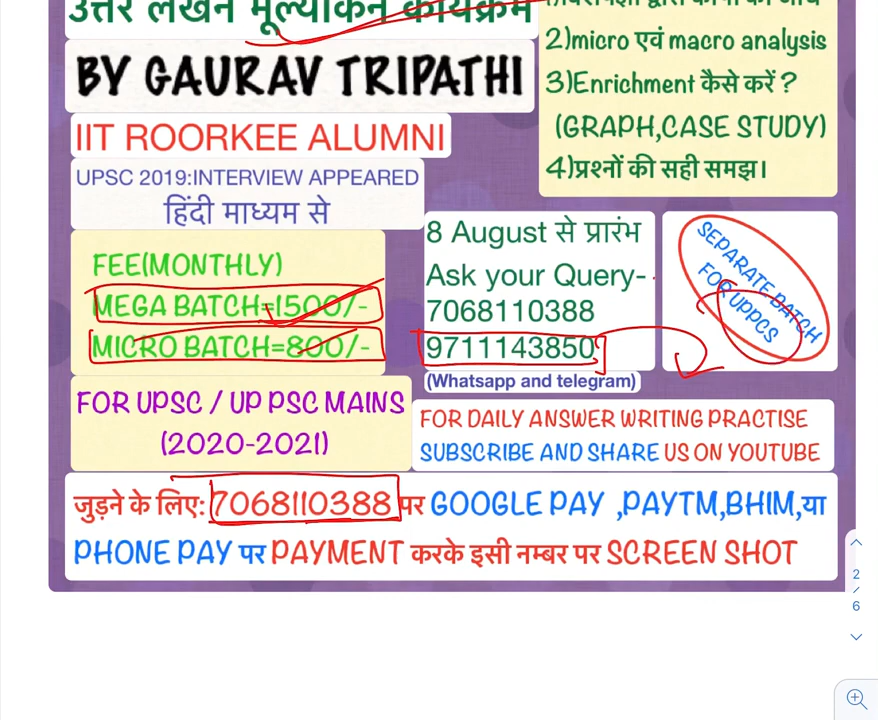 उत्तर लेखन मूल्यांकन कार्यक्रम
BY GAURAV TRIPATHI
IIT ROORKEE ALUMNI
UPSC 2019:INTERVIEW APPEARED
हिंदी माध्यम से
2)micro एवं macro analysis
3)Enrichment कैसे करें ?
(GRAPH,CASE STUDY)
4)प्रश्नों की सही समझ।
FEE(MONTHLY)
MEGA BATCH=1500/-
MICRO BATCH=800/-
8 August से प्रारंभ
Ask your Query-
7068110388
9711143850
(Whatsapp and telegram)
SEPARATE BATCH
FOR UPPCS
FOR UPSC / UP PSC MAINS
(2020-2021)
FOR DAILY ANSWER WRITING PRACTISE
SUBSCRIBE AND SHARE US ON YOUTUBE
जुड़ने के लिए: 7068110388 पर GOOGLE PAY ,PAYTM,BHIM,या
PHONE PAY पर PAYMENT करके इसी नम्बर पर SCREEN SHOT
2
/
6